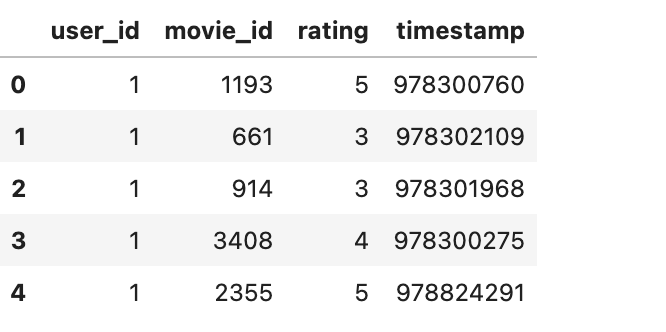 user_id movie_id rating timestamp
0 1 1193 5 978300760
1 1 661 3 978302109
2 1 914 3 978301968
3 1 3408 4 978300275
4 1 2355 5 978824291